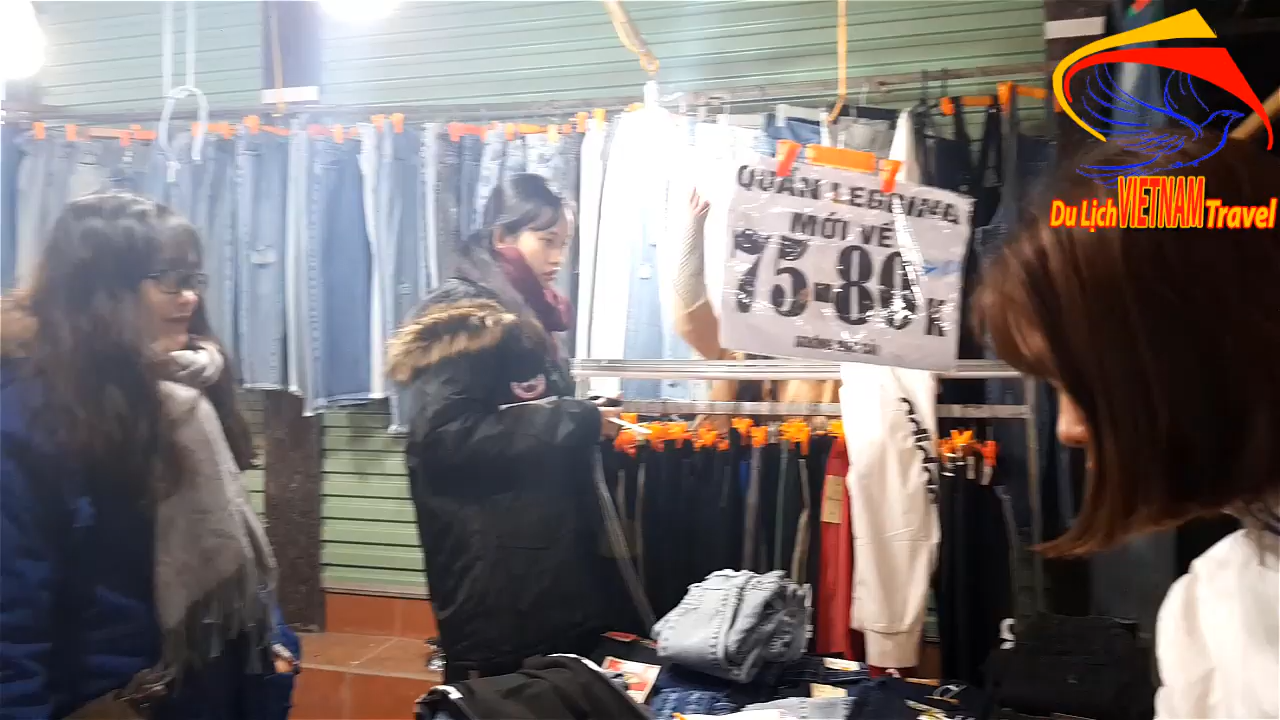 QUẦN LEGGING
MỚI VỀ
75-80K
Du Lịch VIETNAM Travel